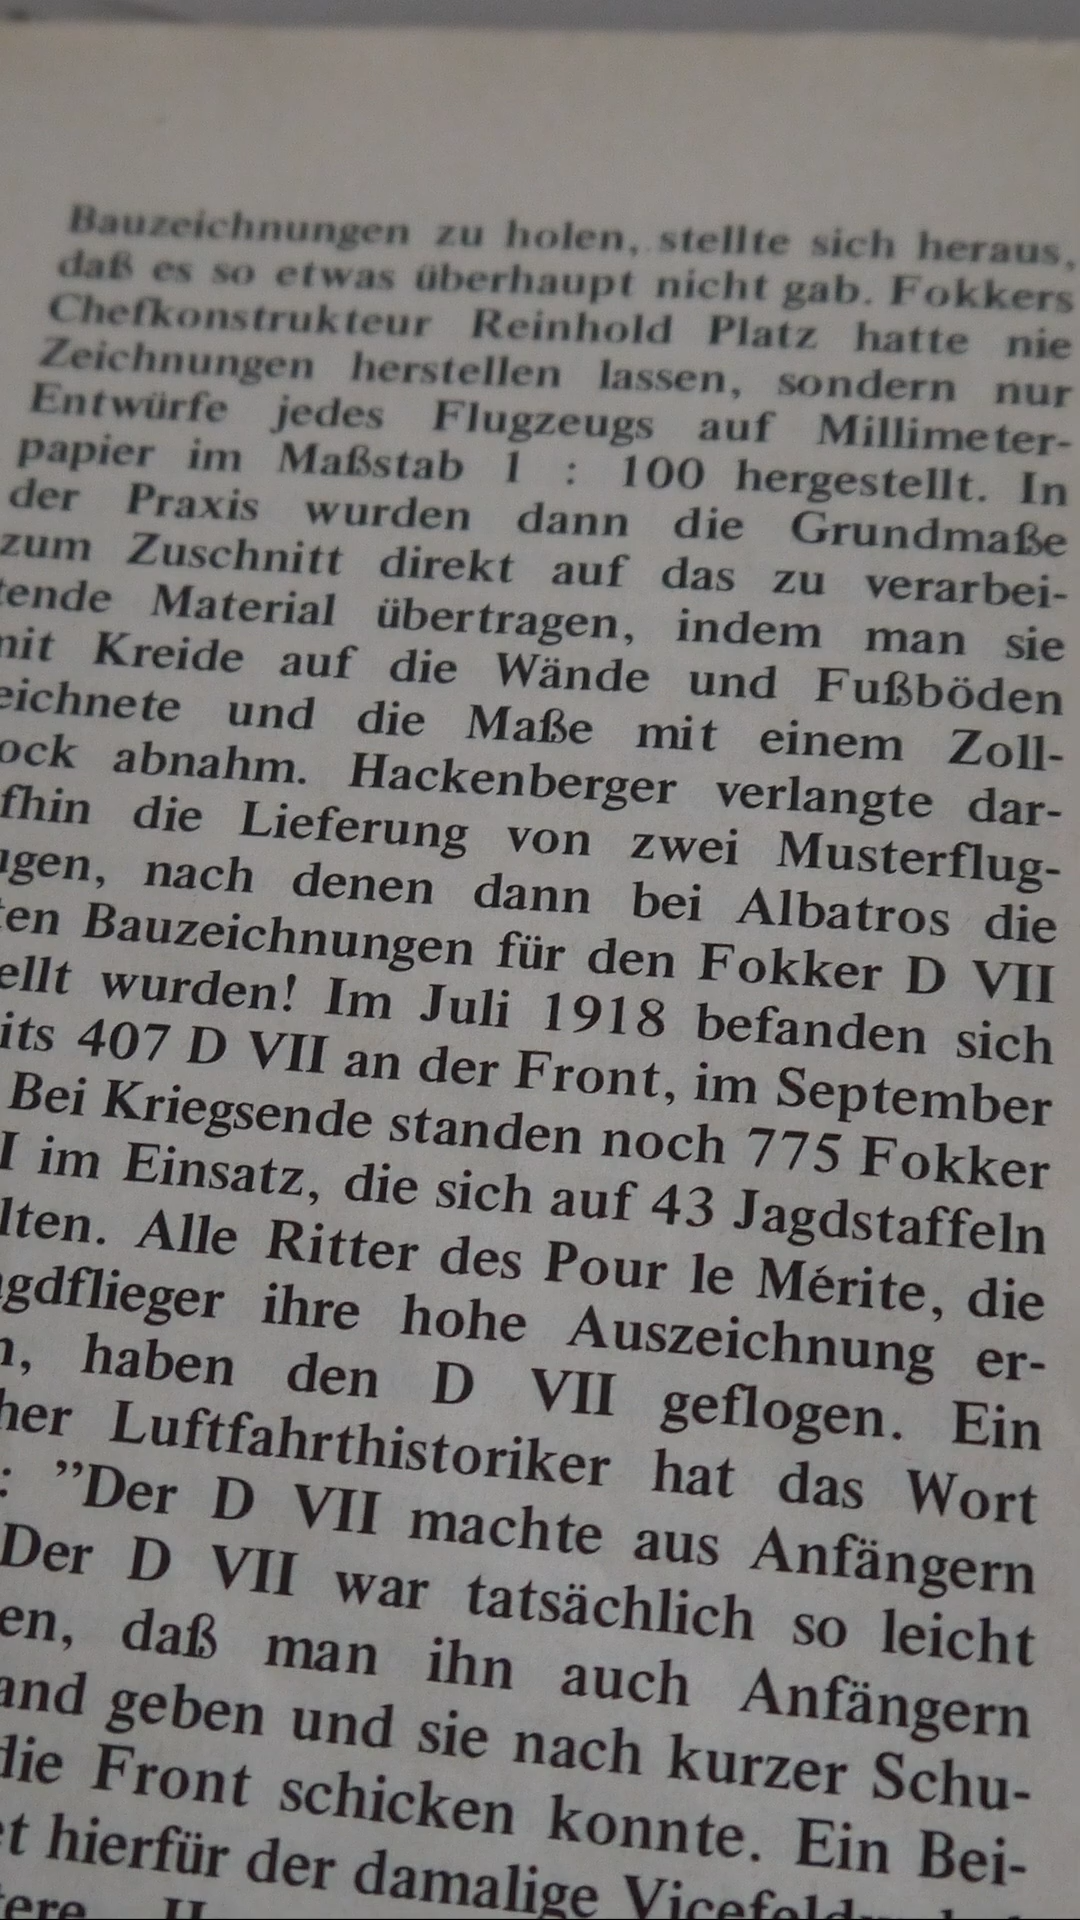 Bauzeichnungen zu holen, stellte sich heraus,
daß es so etwas überhaupt nicht gab. Fokkers
Chefkonstrukteur Reinhold Platz hatte nie
Zeichnungen herstellen lassen, sondern nur
Entwürfe jedes Flugzeugs auf Millimeter-
papier im Maßstab 1 : 100 hergestellt. In
der Praxis wurden dann die Grundmaße
zum Zuschnitt direkt auf das zu verarbei-
tende Material übertragen, indem man sie
mit Kreide auf die Wände und Fußböden
eichnete und die Maße mit einem Zoll-
ock abnahm. Hackenberger verlangte dar-
fhin die Lieferung von zwei Musterflug-
gen, nach denen dann bei Albatros die
ten Bauzeichnungen für den Fokker D VII
ellt wurden! Im Juli 1918 befanden sich
its 407 D VII an der Front, im September
Bei Kriegsende standen noch 775 Fokker
I im Einsatz, die sich auf 43 Jagdstaffeln
lten. Alle Ritter des Pour le Mérite, die
gdflieger ihre hohe Auszeichnung er-
n, haben den D VII geflogen. Ein
her Luftfahrthistoriker hat das Wort
: ”Der D VII machte aus Anfängern
Der D VII war tatsächlich so leicht
en, daß man ihn auch Anfängern
and geben und sie nach kurzer Schu-
die Front schicken konnte. Ein Bei-
et hierfür der damalige